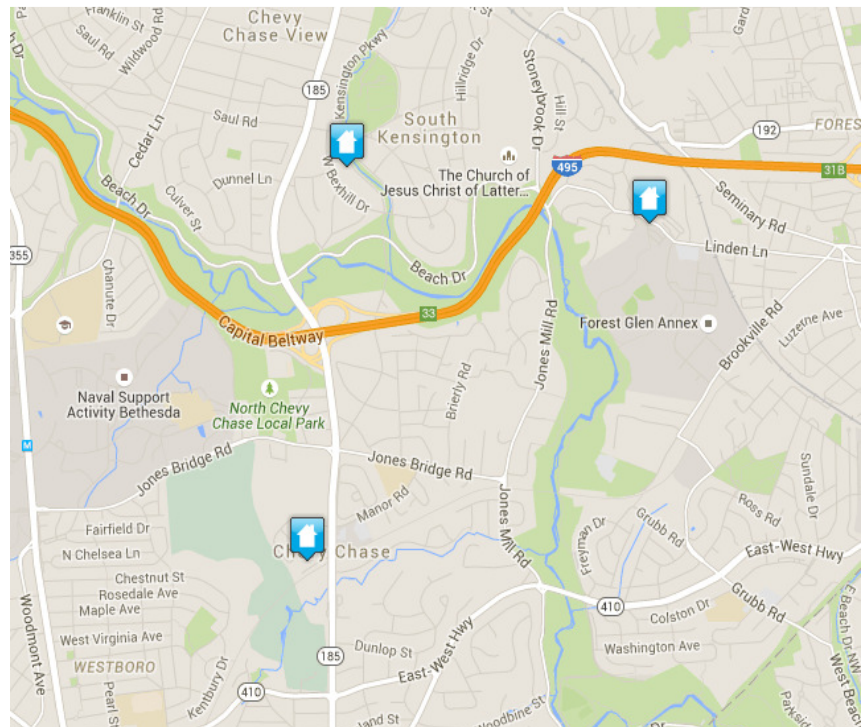 Franklin St
Saul Rd
Wildwood Rd
Chevy
Chase View
185
Kensington Pkwy
Hillridge Dr
Stoneybrook Dr
Hill St
South
Kensington
192
FORES
Cedar Ln
Saul Rd
Dunnel Ln
N Bexhill Dr
The Church of
Jesus Christ of Latter...
495
31B
Seminary Rd
Linden Ln
Beach Dr
Culver St
355
Chanute Dr
Beach Dr
33
Capital Beltway
Jones Mill Rd
Forest Glen Annex
Brookville Rd
Luzerne Ave
Naval Support
Activity Bethesda
North Chevy
Chase Local Park
Brierly Rd
M
Jones Bridge Rd
Jones Bridge Rd
Manor Rd
Jones Mill Rd
Sundale Dr
Ross Rd
Grubb Rd
Freyman Dr
East-West Hwy
Fairfield Dr
N Chelsea Ln
Chevy Chase
Chestnut St
Rosedale Ave
Maple Ave
West Virginia Ave
WESTBORO
Woodmont Ave
410
Colston Dr
Grubb Rd
Washington Ave
E Beach Dr NW
West Beac
185
Dunlop St
East-West Hwy
Kentbury Dr
410
Pearl St
land St
Woodbine St
Dr
Parkside